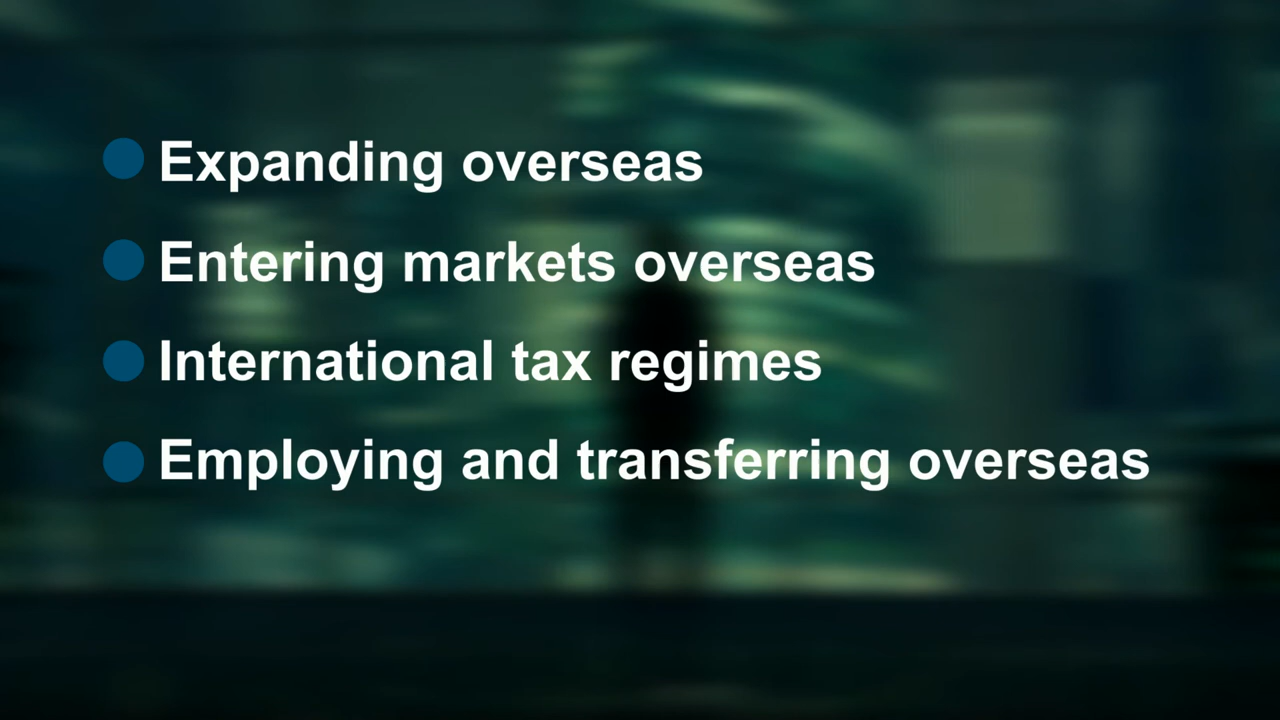 Expanding overseas
Entering markets overseas
International tax regimes
Employing and transferring overseas